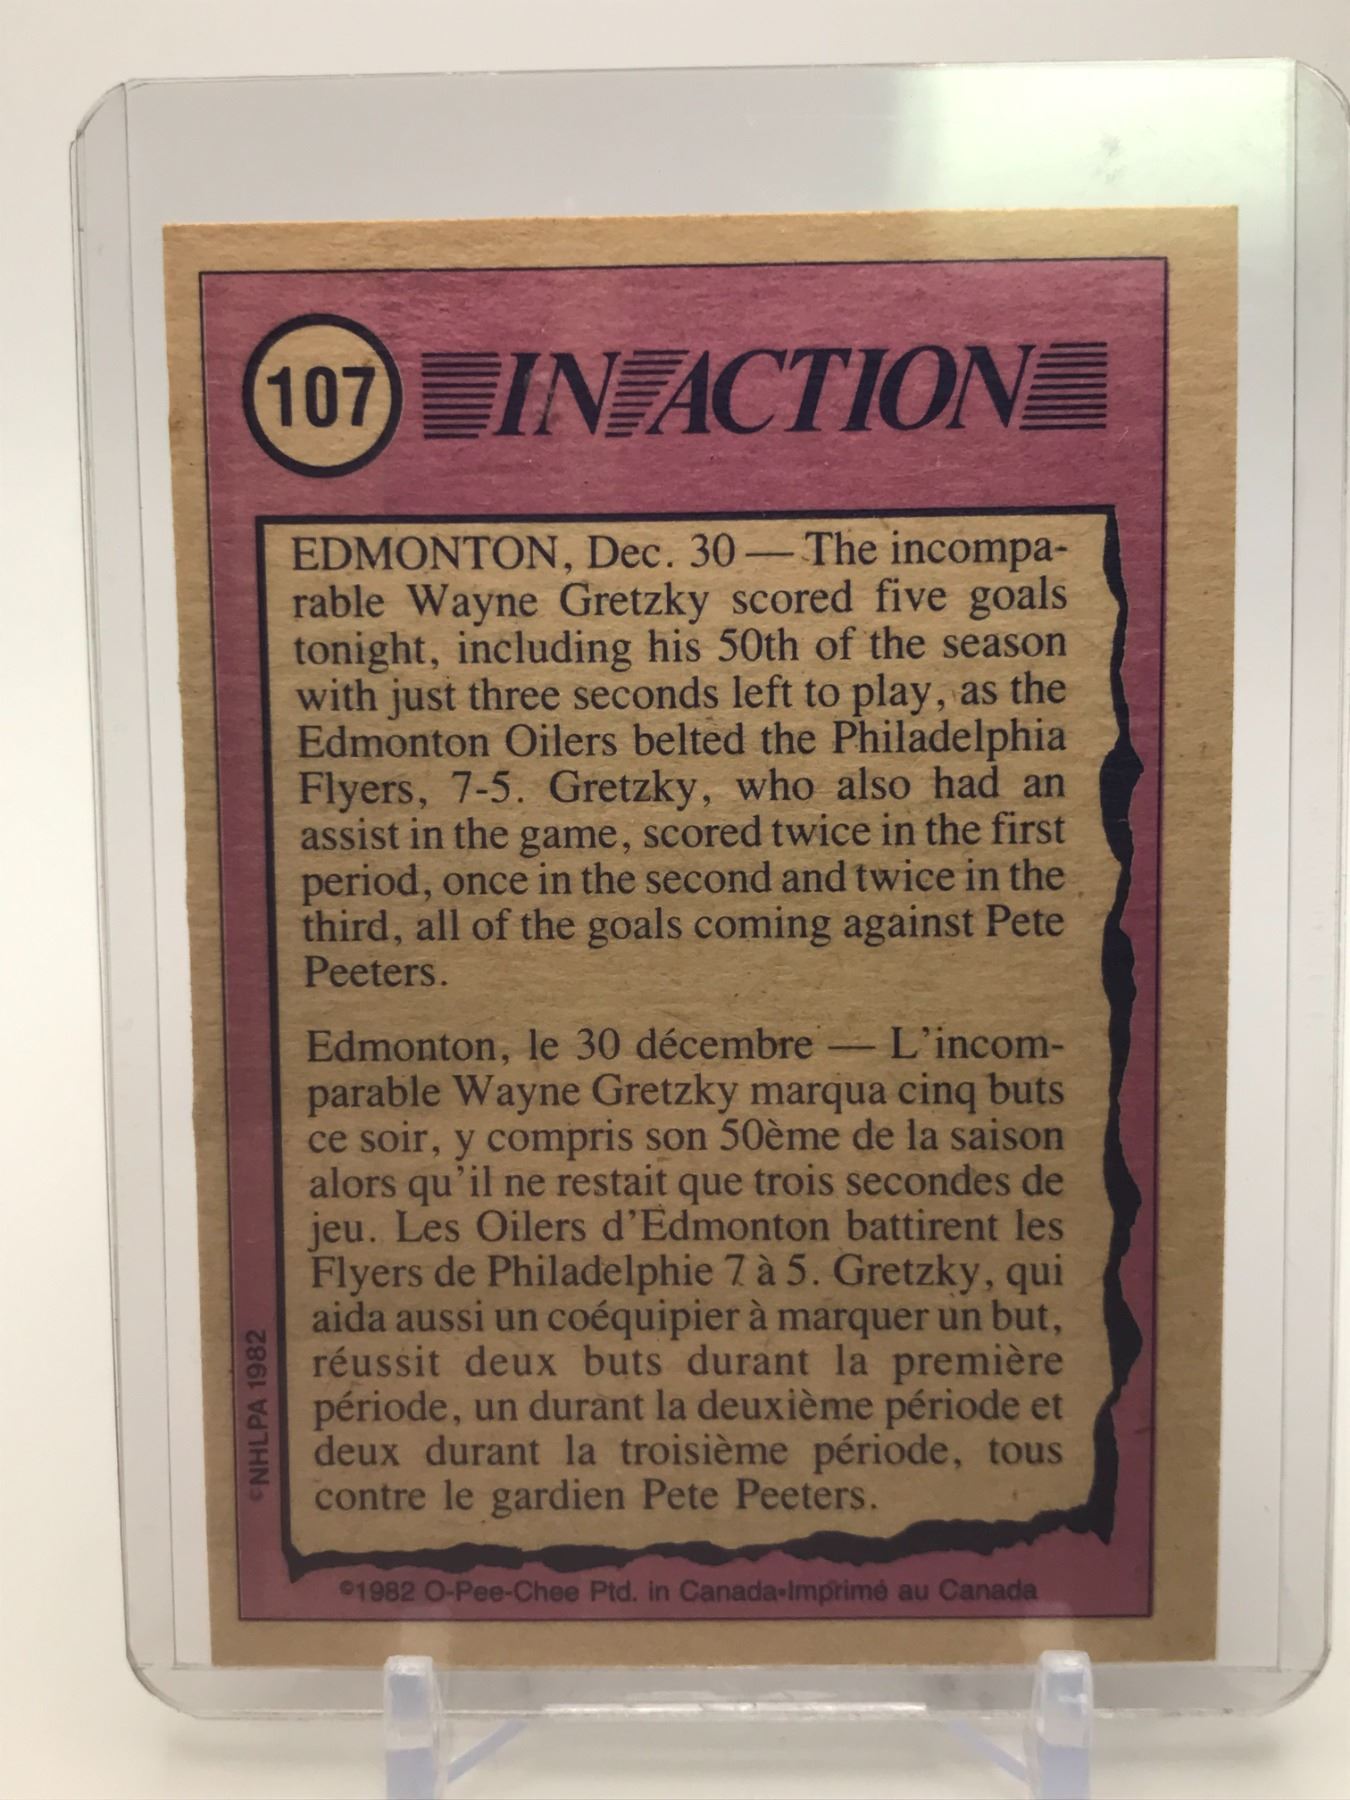 107 IN ACTION
EDMONTON, Dec. 30 — The incompa-
rable Wayne Gretzky scored five goals
tonight, including his 50th of the season
with just three seconds left to play, as the
Edmonton Oilers belted the Philadelphia
Flyers, 7-5. Gretzky, who also had an
assist in the game, scored twice in the first
period, once in the second and twice in the
third, all of the goals coming against Pete
Peeters.
Edmonton, le 30 décembre — L'incom-
parable Wayne Gretzky marqua cinq buts
ce soir, y compris son 50ème de la saison
alors qu'il ne restait que trois secondes de
jeu. Les Oilers d'Edmonton battirent les
Flyers de Philadelphie 7 à 5. Gretzky, qui
aida aussi un coéquipier à marquer un but,
réussit deux buts durant la première
période, un durant la deuxième période et
deux durant la troisième période, tous
contre le gardien Pete Peeters.
©NHLPA 1982
©1982 O-Pee-Chee Ptd. in Canada•Imprimé au Canada